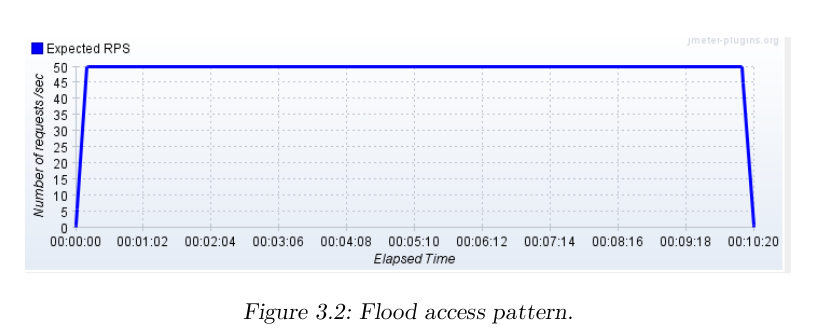 jmeter-plugins.org
Expected RPS
50
45
40
35
30
25
20
15
10
5
0
Number of requests /sec
00:00:00 00:01:02 00:02:04 00:03:06 00:04:08 00:05:10 00:06:12 00:07:14 00:08:16 00:09:18 00:10:20
Elapsed Time
Figure 3.2: Flood access pattern.